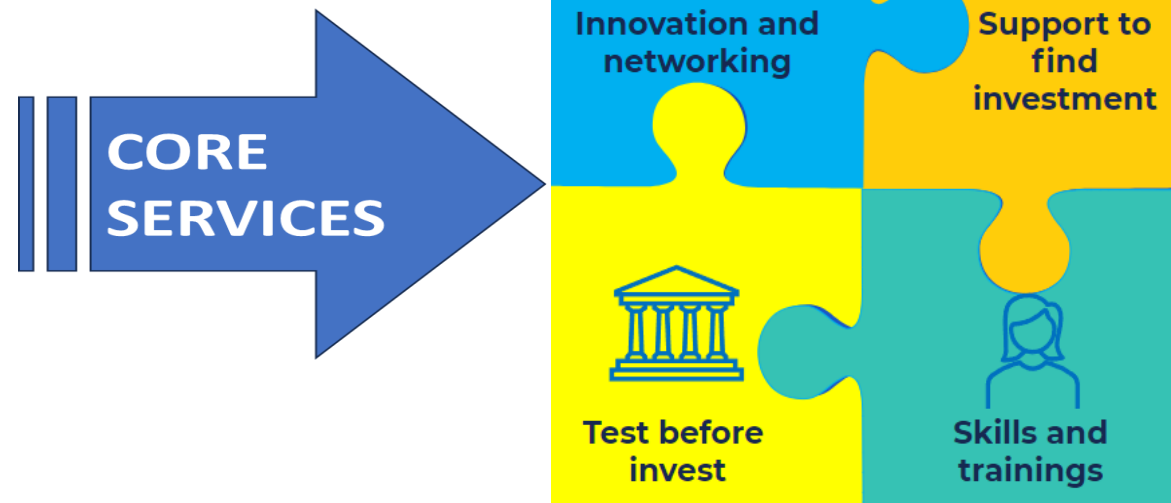 CORE
SERVICES
Innovation and
networking
Support to
find
investment
Test before
invest
Skills and
trainings